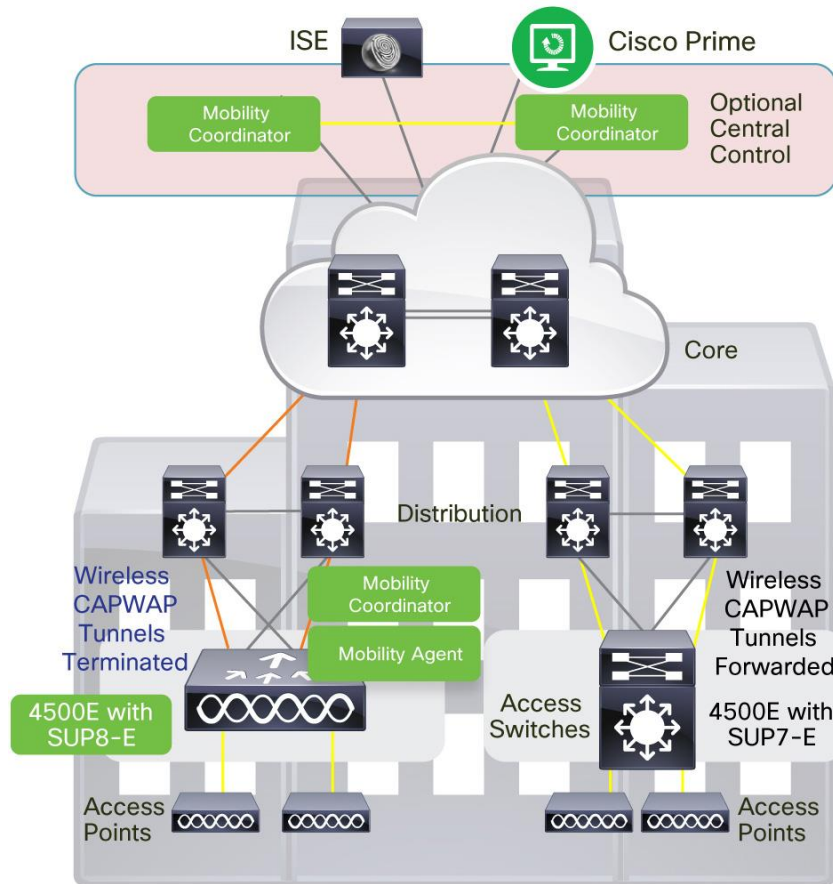 ISE
Cisco Prime
Mobility
Coordinator
Mobility
Coordinator
Optional
Central
Control
Core
Distribution
Wireless
CAPWAP
Tunnels
Terminated
Mobility
Coordinator
Mobility Agent
Wireless
CAPWAP
Tunnels
Forwarded
4500E with
SUP8-E
Access
Switches
4500E with
SUP7-E
Access
Points
Access
Points